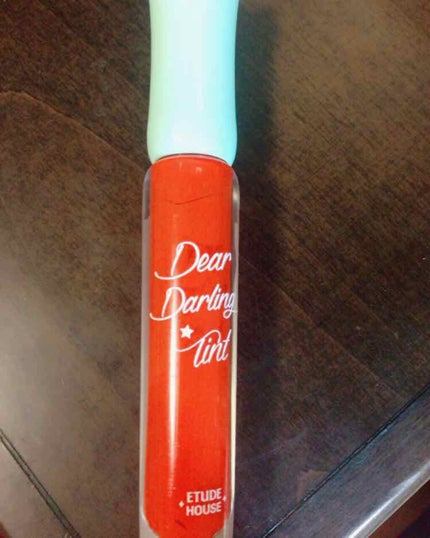 Dear
Darling
Tint
ETUDE
HOUSE